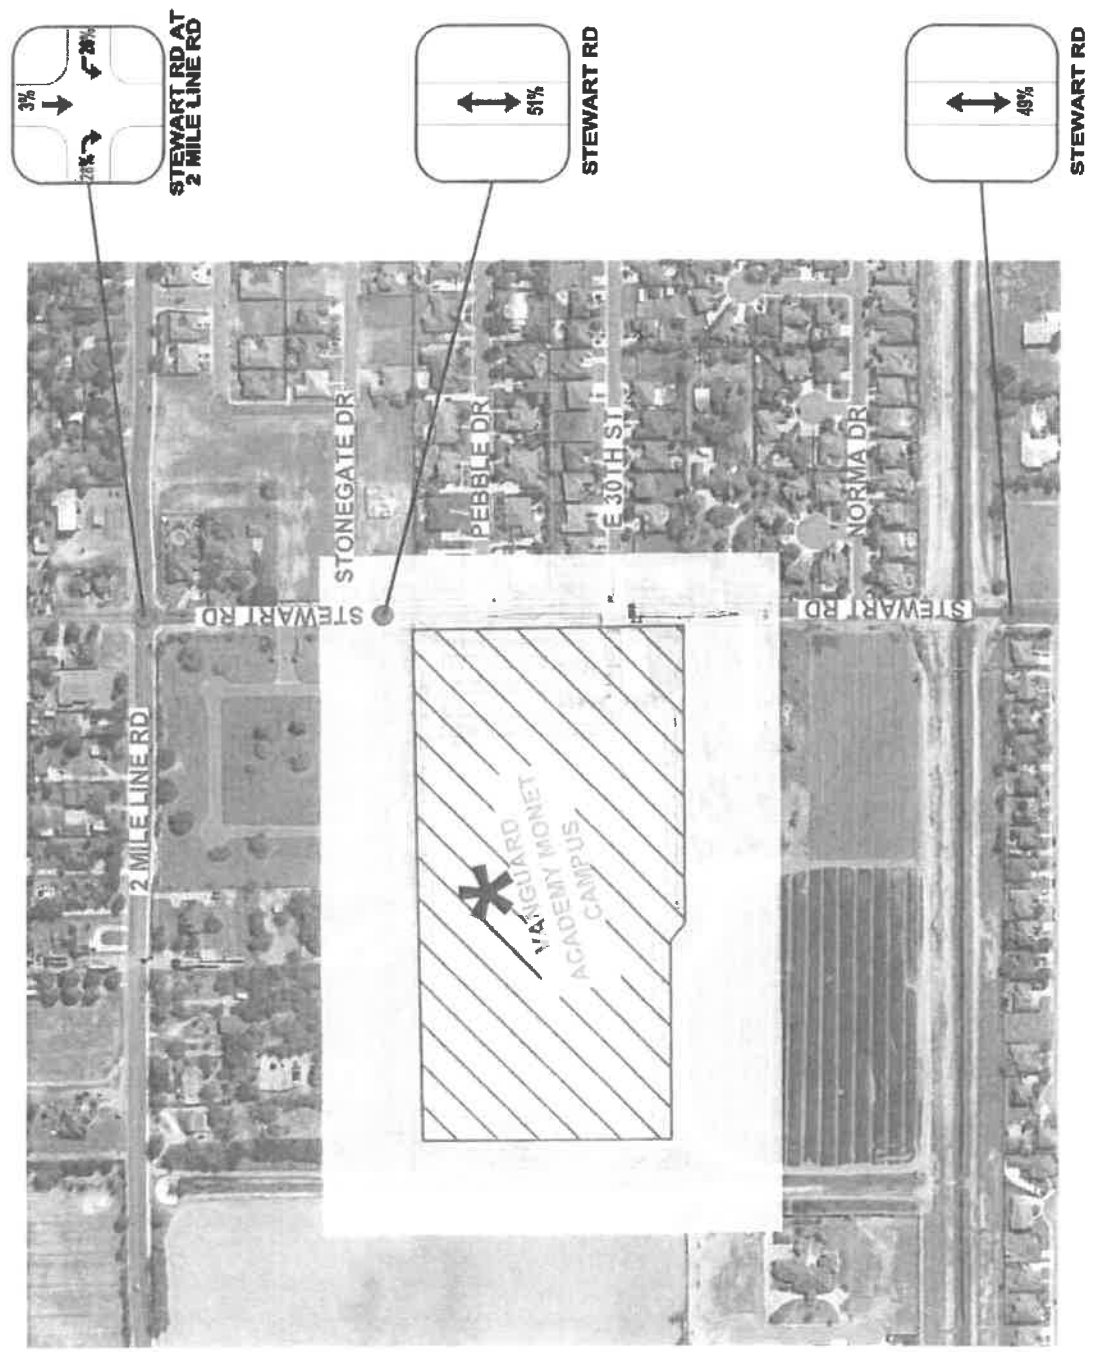 3%
28%
26%
STEWART RD AT
2 MILE LINE RD
51%
STEWART RD
49%
STEWART RD
2 MILE LINE RD
STEWART RD
STONEGATE DR
PEBBLE DR
E 30TH ST
NORMA DR
STEWART RD
VANGUARD
ACADEMY MONET
CAMPUS